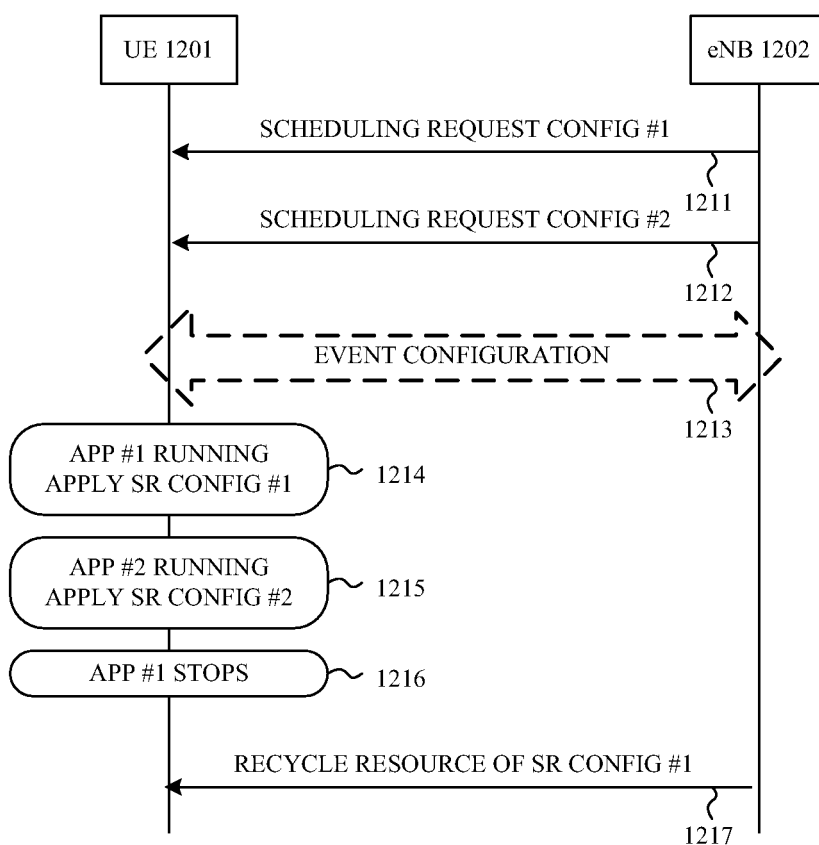 UE 1201
eNB 1202
SCHEDULING REQUEST CONFIG #1
1211
SCHEDULING REQUEST CONFIG #2
1212
EVENT CONFIGURATION
1213
APP #1 RUNNING
APPLY SR CONFIG #1
1214
APP #2 RUNNING
APPLY SR CONFIG #2
1215
APP #1 STOPS
1216
RECYCLE RESOURCE OF SR CONFIG #1
1217